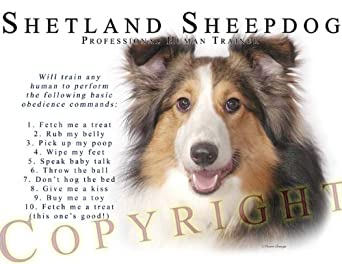 SHETLAND SHEEPDOG
PROFESSIONAL HUMAN TRAINER
Will train any
human to perform
the following basic
obedience commands:
1. Fetch me a treat
2. Rub my belly
3. Pick up my poop
4. Wipe my feet
5. Speak baby talk
6. Throw the ball
7. Don't hog the bed
8. Give me a kiss
9. Buy me a toy
10. Fetch me a treat
(this one's good!)
COPYRIGHT